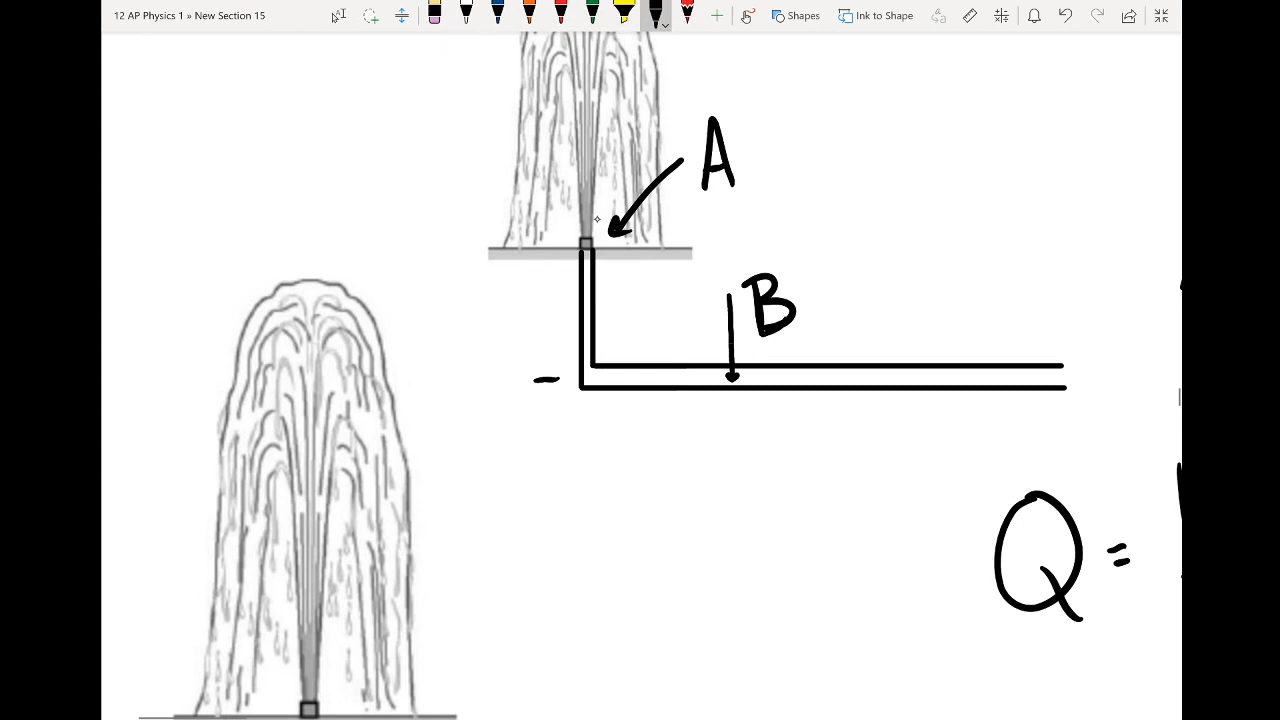 12 AP Physics 1 » New Section 15
Shapes
Ink to Shape
A
B
-
Q =